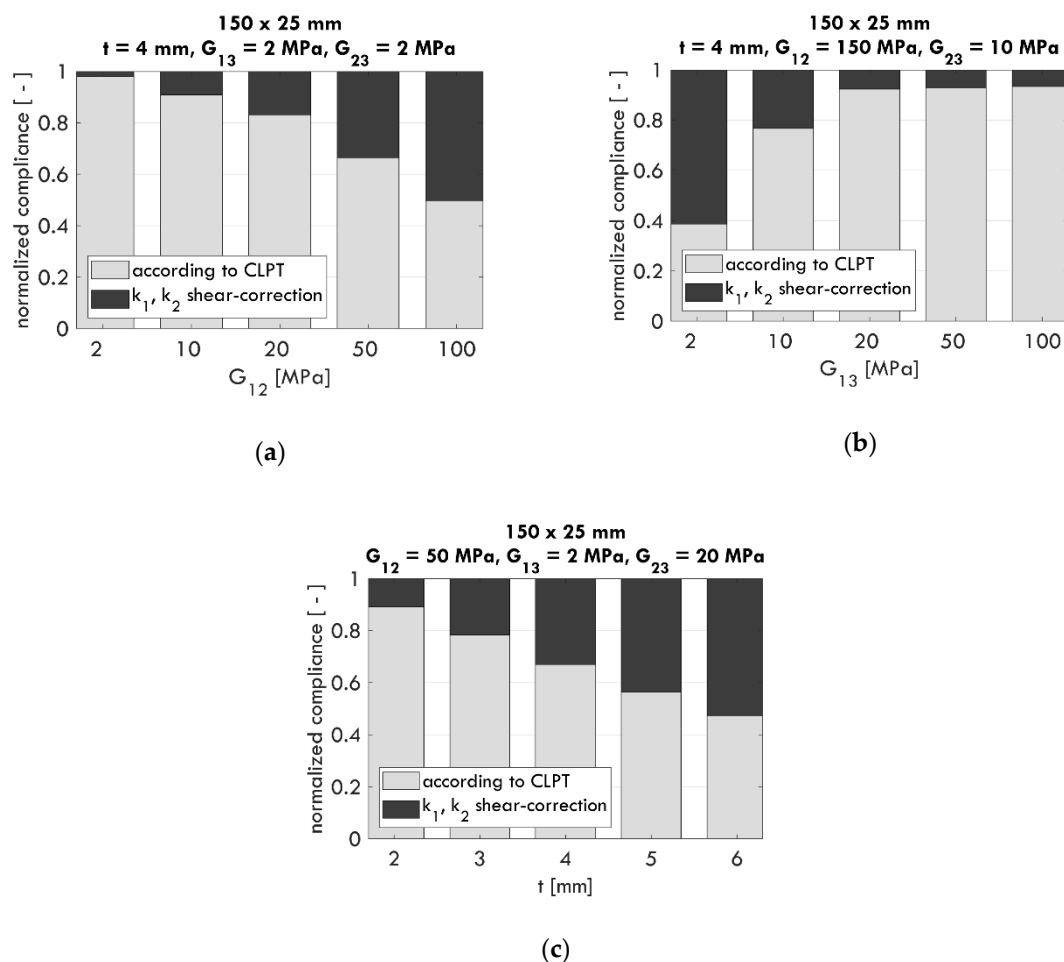 150 x 25 mm
t = 4 mm, G₁₃ = 2 MPa, G₂₃ = 2 MPa
normalized compliance [ - ]
1
0.8
0.6
0.4
0.2
0
according to CLPT
k₁, k₂ shear-correction
2 10 20 50 100
G₁₂ [MPa]
(a)
150 x 25 mm
t = 4 mm, G₁₂ = 150 MPa, G₂₃ = 10 MPa
normalized compliance [ - ]
1
0.8
0.6
0.4
0.2
0
according to CLPT
k₁, k₂ shear-correction
2 10 20 50 100
G₁₃ [MPa]
(b)
150 x 25 mm
G₁₂ = 50 MPa, G₁₃ = 2 MPa, G₂₃ = 20 MPa
normalized compliance [ - ]
1
0.8
0.6
0.4
0.2
0
according to CLPT
k₁, k₂ shear-correction
2 3 4 5 6
t [mm]
(c)